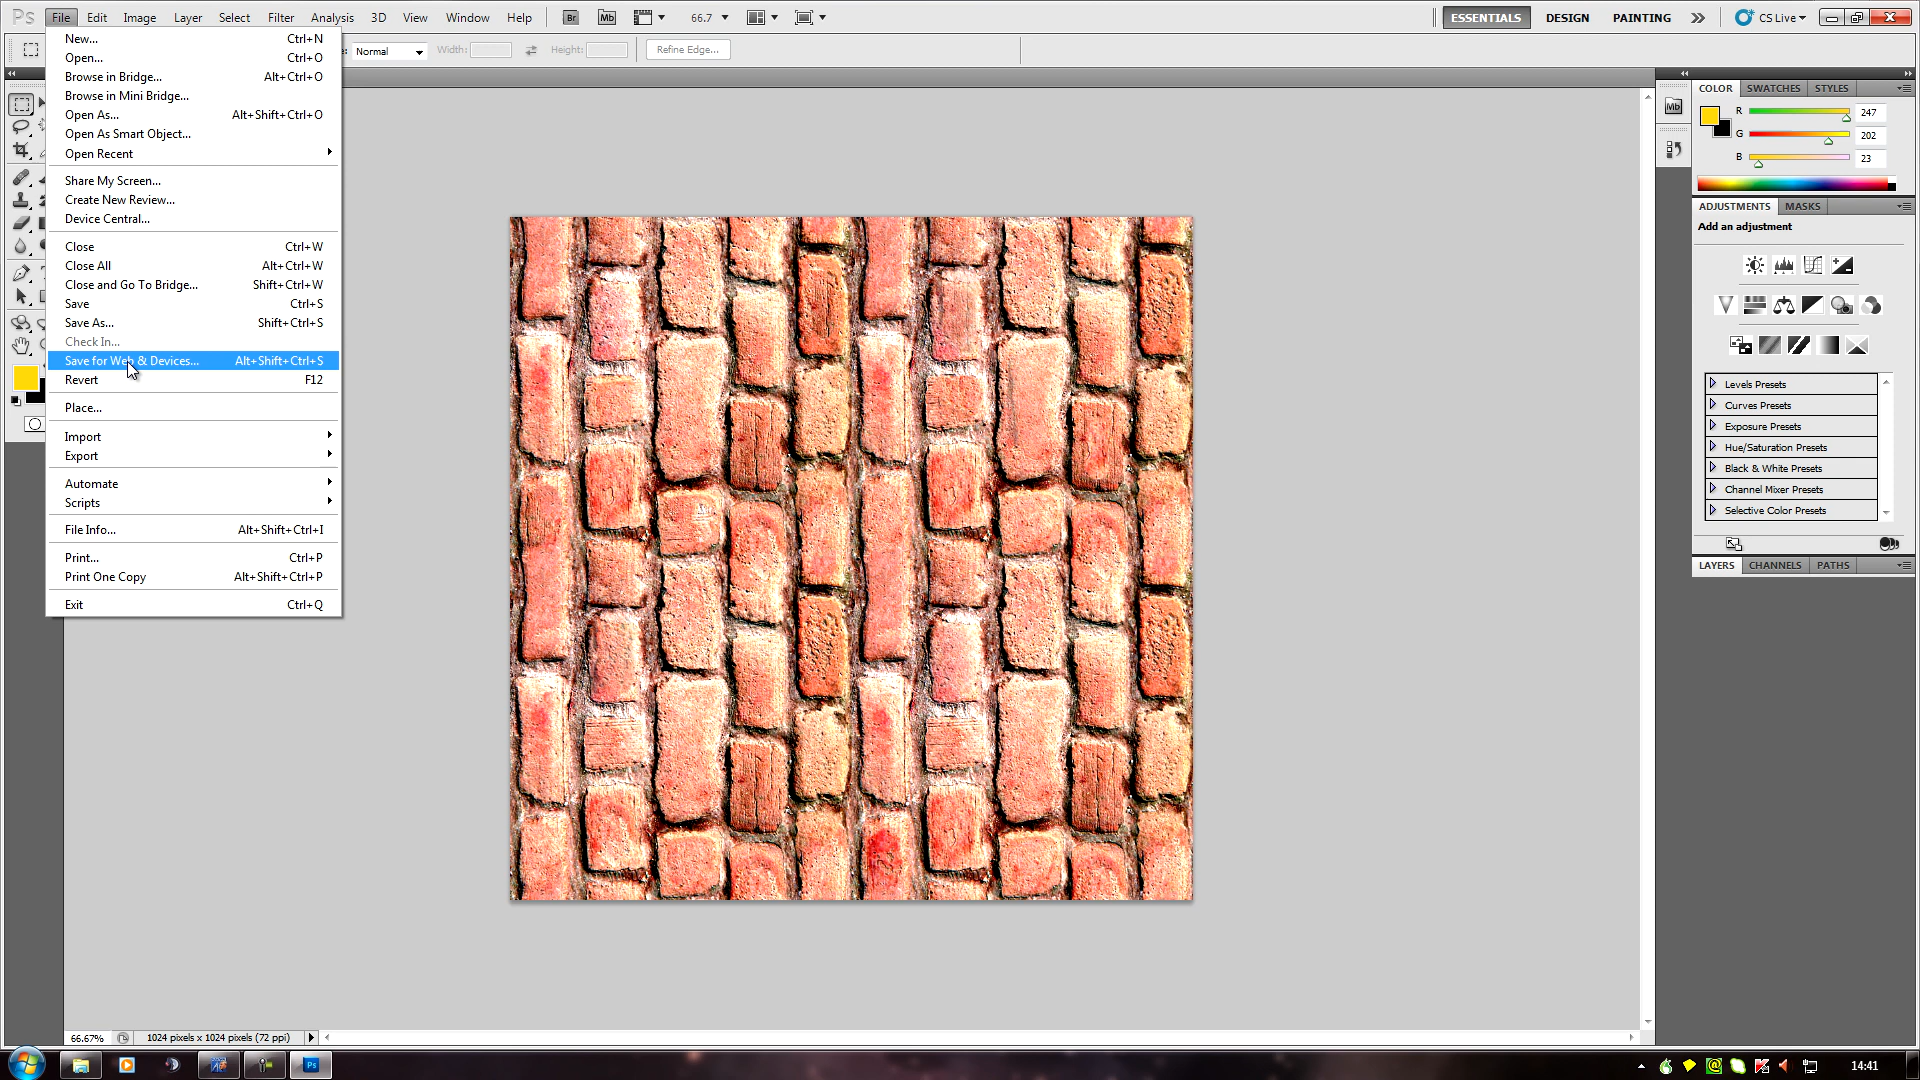 Ps File Edit Image Layer Select Filter Analysis 3D View Window Help Br Mb 66.7 ESSENTIALS DESIGN PAINTING CS Live
Normal Width: Height: Refine Edge...
New... Ctrl+N
Open... Ctrl+O
Browse in Bridge... Alt+Ctrl+O
Browse in Mini Bridge...
Open As... Alt+Shift+Ctrl+O
Open As Smart Object...
Open Recent
Share My Screen...
Create New Review...
Device Central...
Close Ctrl+W
Close All Alt+Ctrl+W
Close and Go To Bridge... Shift+Ctrl+W
Save Ctrl+S
Save As... Shift+Ctrl+S
Check In...
Save for Web & Devices... Alt+Shift+Ctrl+S
Revert F12
Place...
Import
Export
Automate
Scripts
File Info... Alt+Shift+Ctrl+I
Print... Ctrl+P
Print One Copy Alt+Shift+Ctrl+P
Exit Ctrl+Q
Mb
COLOR SWATCHES STYLES
R 247
G 202
B 23
ADJUSTMENTS MASKS
Add an adjustment
Levels Presets
Curves Presets
Exposure Presets
Hue/Saturation Presets
Black & White Presets
Channel Mixer Presets
Selective Color Presets
LAYERS CHANNELS PATHS
66.67% 1024 pixels x 1024 pixels (72 ppi)
Ps 14:41